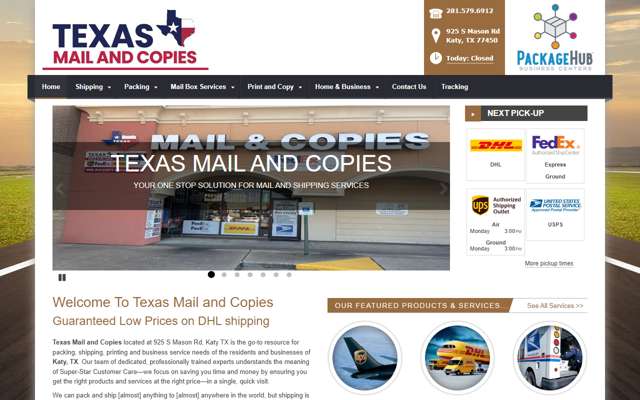 TEXAS
MAIL AND COPIES
281.579.6912
925 S Mason Rd
Katy, TX 77450
Today: Closed
PACKAGEHUB
BUSINESS CENTERS
Home Shipping Packing Mail Box Services Print and Copy Home & Business Contact Us Tracking
MAIL & COPIES
TEXAS MAIL AND COPIES
YOUR ONE STOP SOLUTION FOR MAIL AND SHIPPING SERVICES
NEXT PICK-UP
DHL
DHL
FedEx
Authorized ShipCenter
Express
Ground
ups
Authorized
Shipping
Outlet
Air
Monday 3:00 PM
Ground
Monday 3:00 PM
UNITED STATES
POSTAL SERVICE
Approved Postal Provider
USPS
More pickup times
Welcome To Texas Mail and Copies
Guaranteed Low Prices on DHL shipping
Texas Mail and Copies located at 925 S Mason Rd, Katy TX is the go-to resource for
packing, shipping, printing and business service needs of the residents and businesses of
Katy, TX. Our team of dedicated, professionally trained experts understands the meaning
of Super-Star Customer Care—we focus on saving you time and money by ensuring you
get the right products and services at the right price—in a single, quick visit.
We can pack and ship [almost] anything to [almost] anywhere in the world, but shipping is
OUR FEATURED PRODUCTS & SERVICES...
See All Services >>